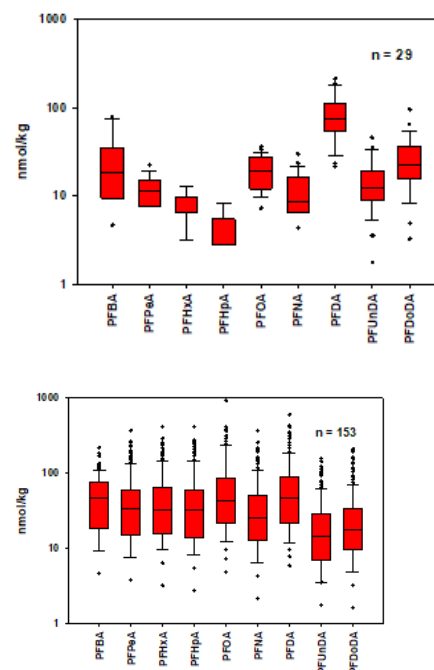 1000
n = 29
100
nmol/kg
10
1
PFBA PFPeA PFHxA PFHpA PFOA PFNA PFDA PFUnDA PFDoDA
1000
n = 153
100
nmol/kg
10
1
PFBA PFPeA PFHxA PFHpA PFOA PFNA PFDA PFUnDA PFDoDA